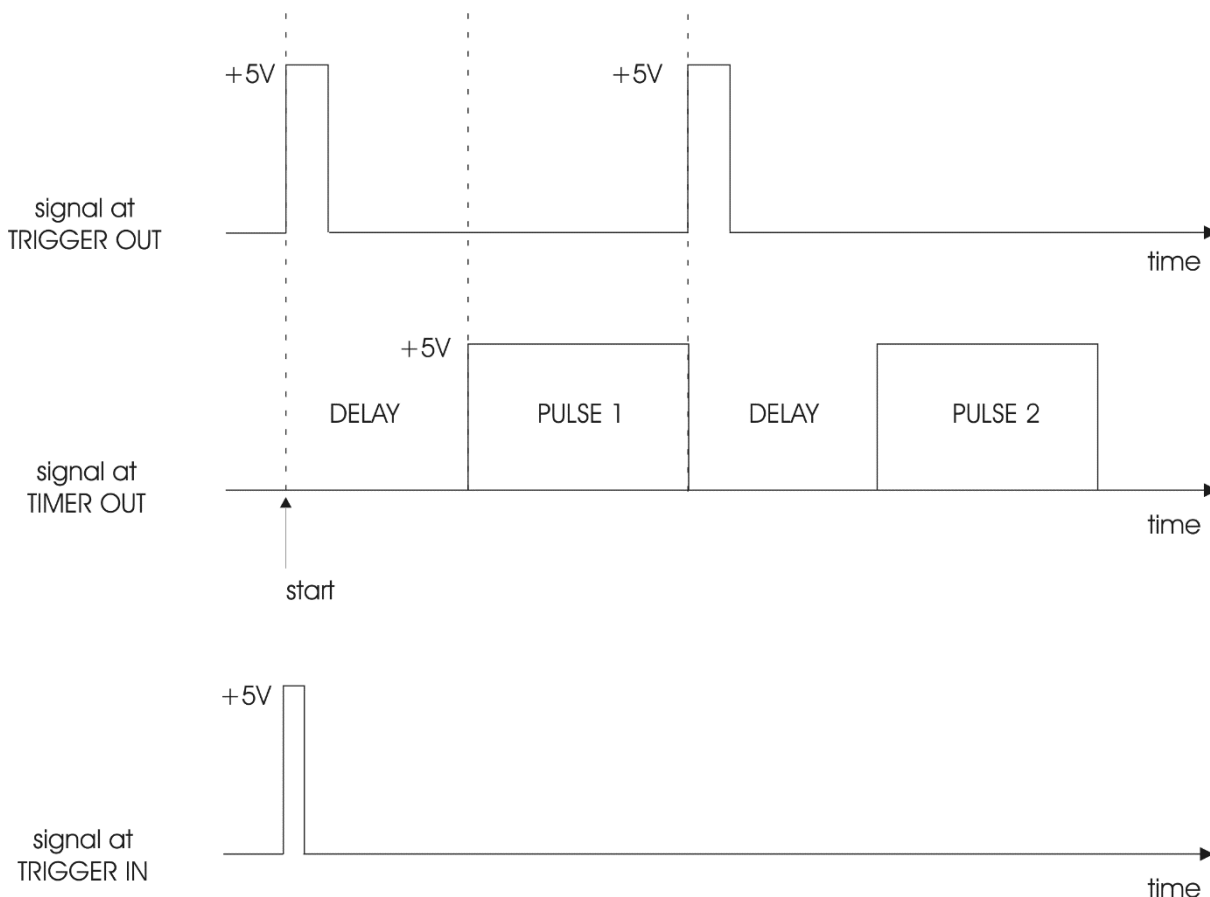 +5V
+5V
signal at
TRIGGER OUT
time
+5V
DELAY
PULSE 1
DELAY
PULSE 2
signal at
TIMER OUT
time
start
+5V
signal at
TRIGGER IN
time